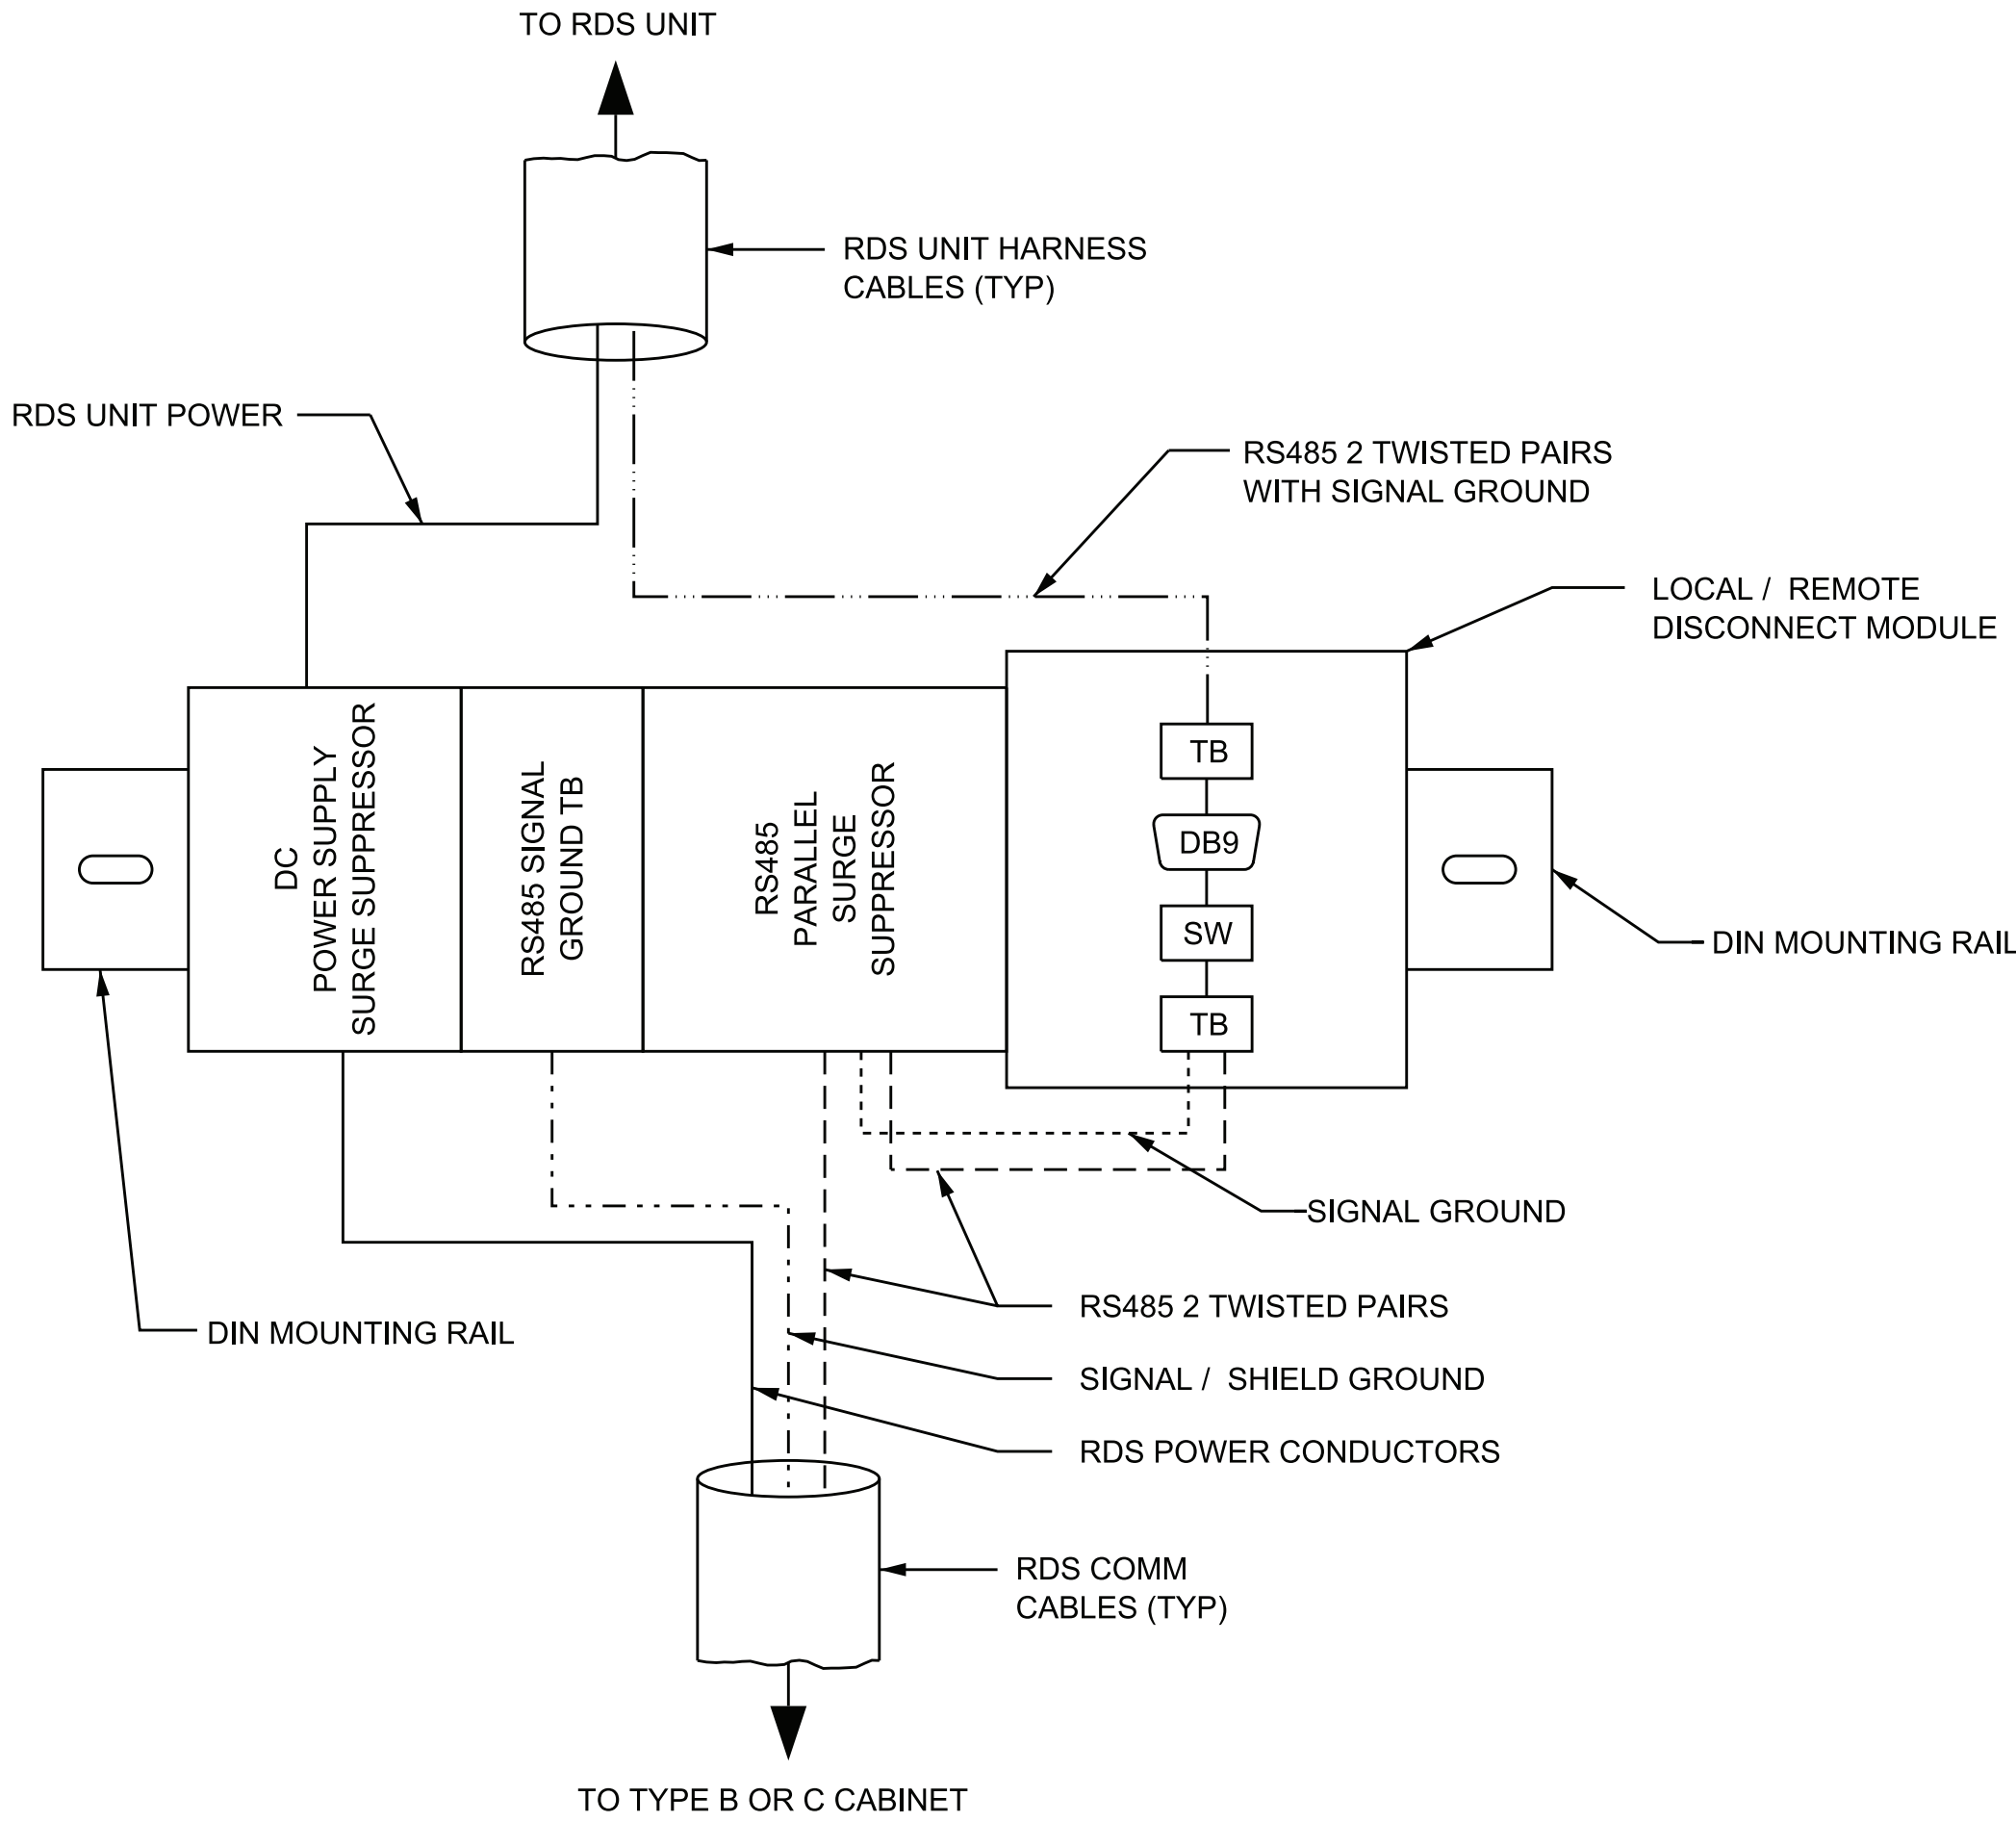 TO RDS UNIT
RDS UNIT HARNESS
CABLES (TYP)
RDS UNIT POWER
RS485 2 TWISTED PAIRS
WITH SIGNAL GROUND
LOCAL / REMOTE
DISCONNECT MODULE
DC
POWER SUPPLY
SURGE SUPPPRESSOR
RS485 SIGNAL
GROUND TB
RS485
PARALLEL
SURGE
SUPPRESSOR
TB
DB9
SW
TB
DIN MOUNTING RAIL
SIGNAL GROUND
RS485 2 TWISTED PAIRS
DIN MOUNTING RAIL
SIGNAL / SHIELD GROUND
RDS POWER CONDUCTORS
RDS COMM
CABLES (TYP)
TO TYPE B OR C CABINET